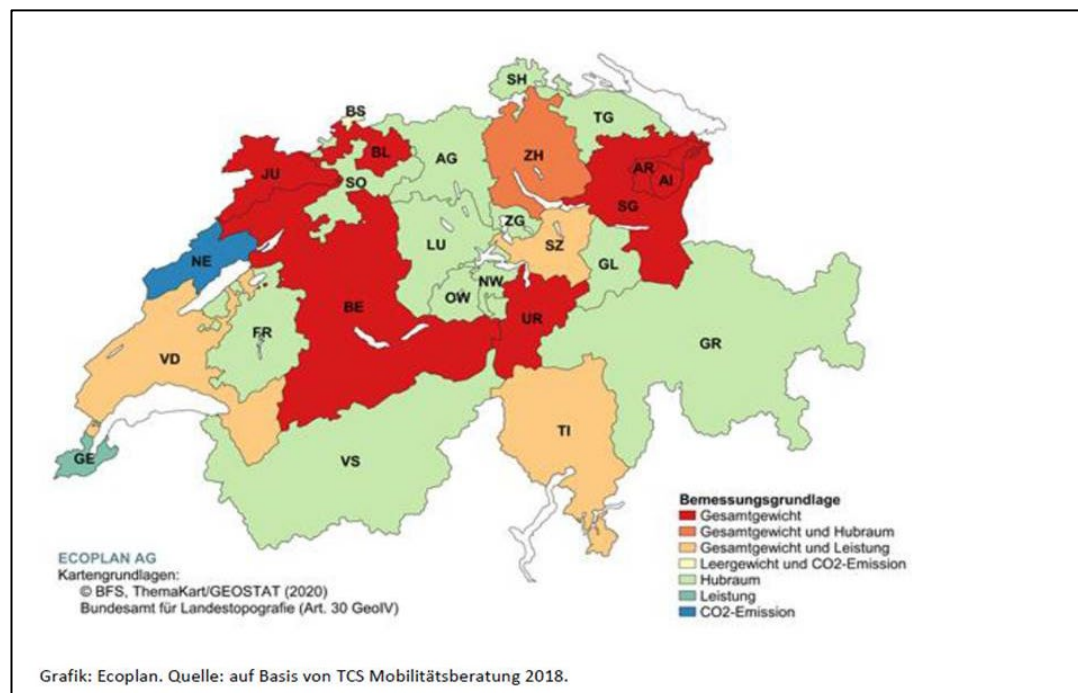 SH
BS
TG
BL
AG
ZH
AR
AI
JU
SO
SG
ZG
NE
LU
SZ
GL
NW
OW
BE
UR
FR
GR
VD
TI
GE
VS
Bemessungsgrundlage
Gesamtgewicht
Gesamtgewicht und Hubraum
Gesamtgewicht und Leistung
Leergewicht und CO2-Emission
Hubraum
Leistung
CO2-Emission
ECOPLAN AG
Kartengrundlagen:
© BFS, ThemaKart/GEOSTAT (2020)
Bundesamt für Landestopografie (Art. 30 GeoIV)
Grafik: Ecoplan. Quelle: auf Basis von TCS Mobilitätsberatung 2018.